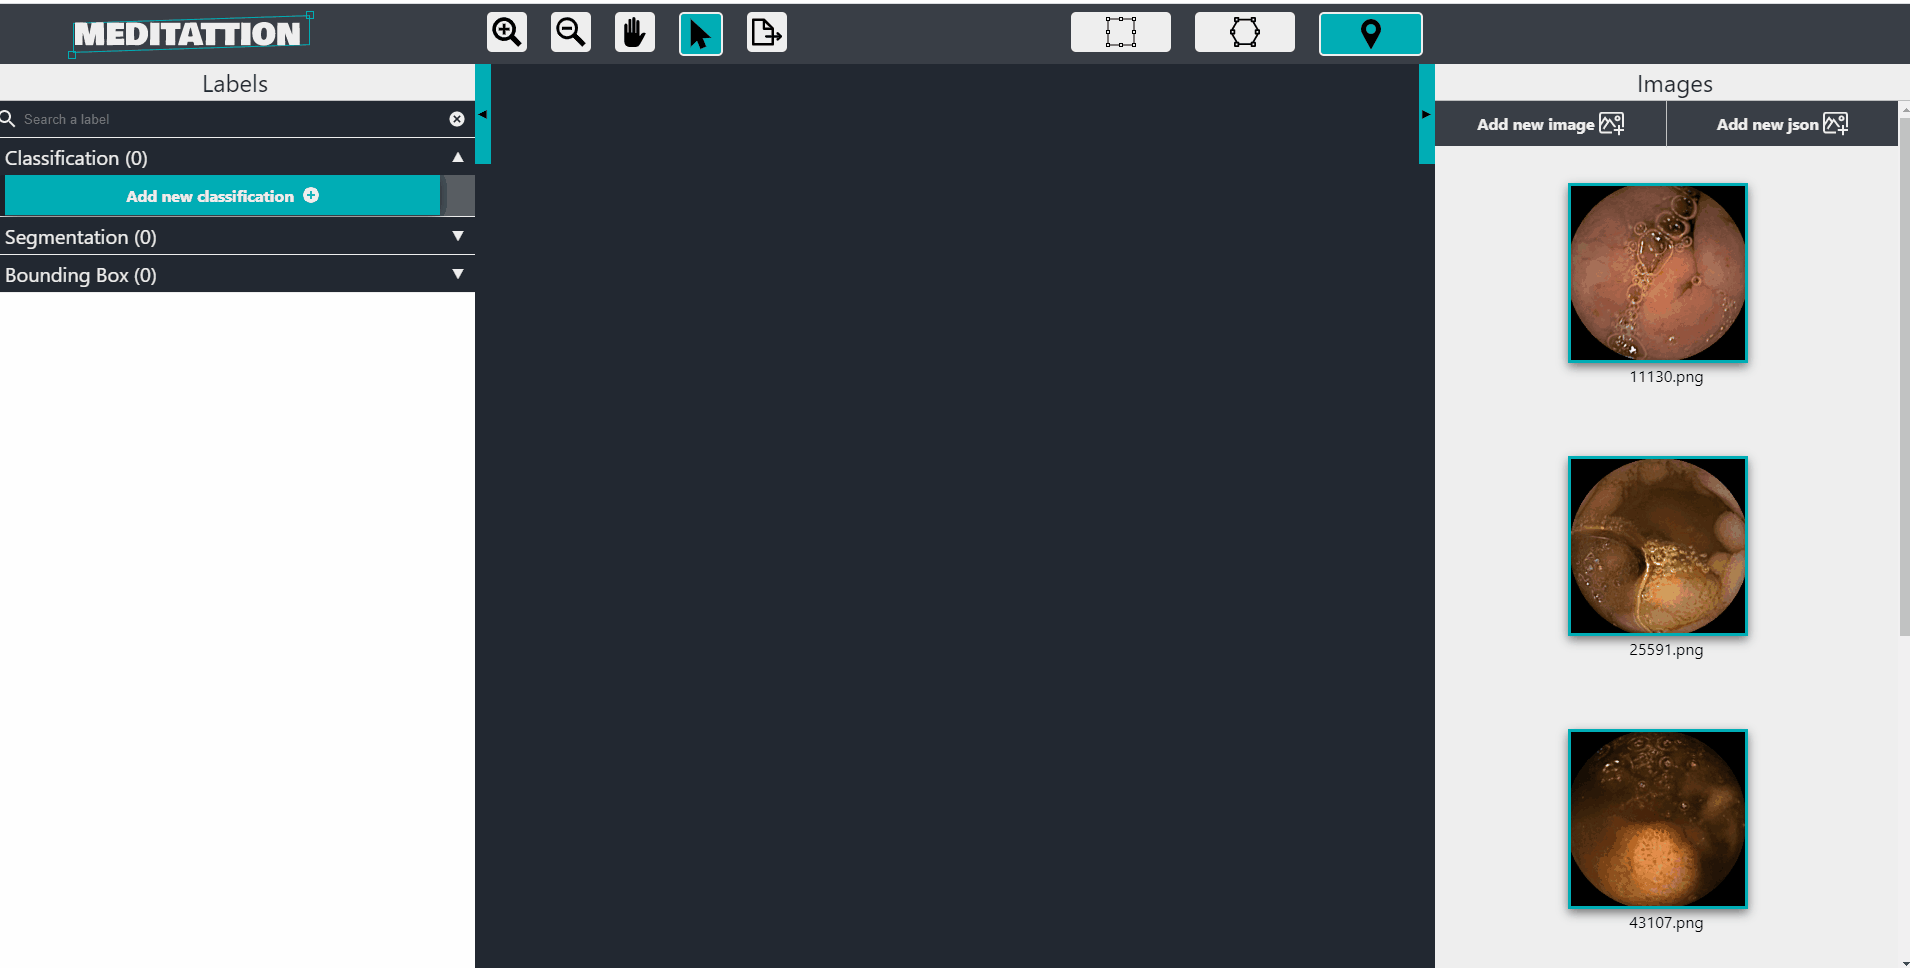 MEDITATTION
Labels
Search a label
Classification (0)
Add new classification
Segmentation (0)
Bounding Box (0)
Images
Add new image
Add new json
11130.png
25591.png
43107.png